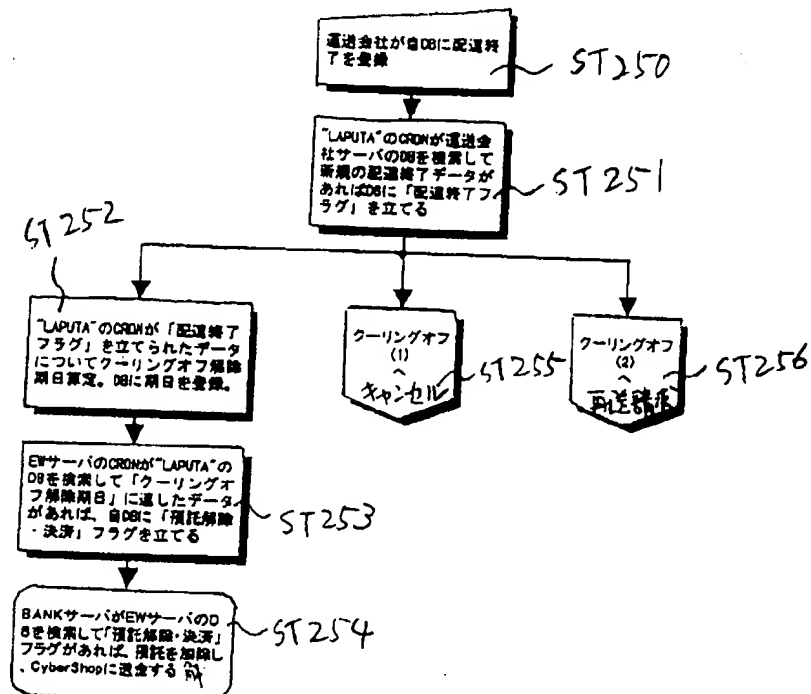 運送会社が自DBに配送終
了を登録
ST250
"LAPUTA"のCRONが運送会
社サーバのDBを検索して
新規の配送終了データが
あればDBに「配送終了フ
ラグ」を立てる
ST251
ST252
"LAPUTA"のCRONが「配送終了
フラグ」を立てられたデータ
についてクーリングオフ解除
期日算定。DBに期日を登録。
クーリングオフ
(1)
へ
キャンセル
ST255
クーリングオフ
(2)
へ
再送請求
ST256
EWサーバのCRONが"LAPUTA"の
DBを検索して「クーリングオ
フ解除期日」に達したデータ
があれば、自DBに「預託解除
・決済」フラグを立てる
ST253
BANKサーバがEWサーバのD
Bを検索して「預託解除・決済」
フラグがあれば、預託を加除し
、CyberShopに送金する
ST254